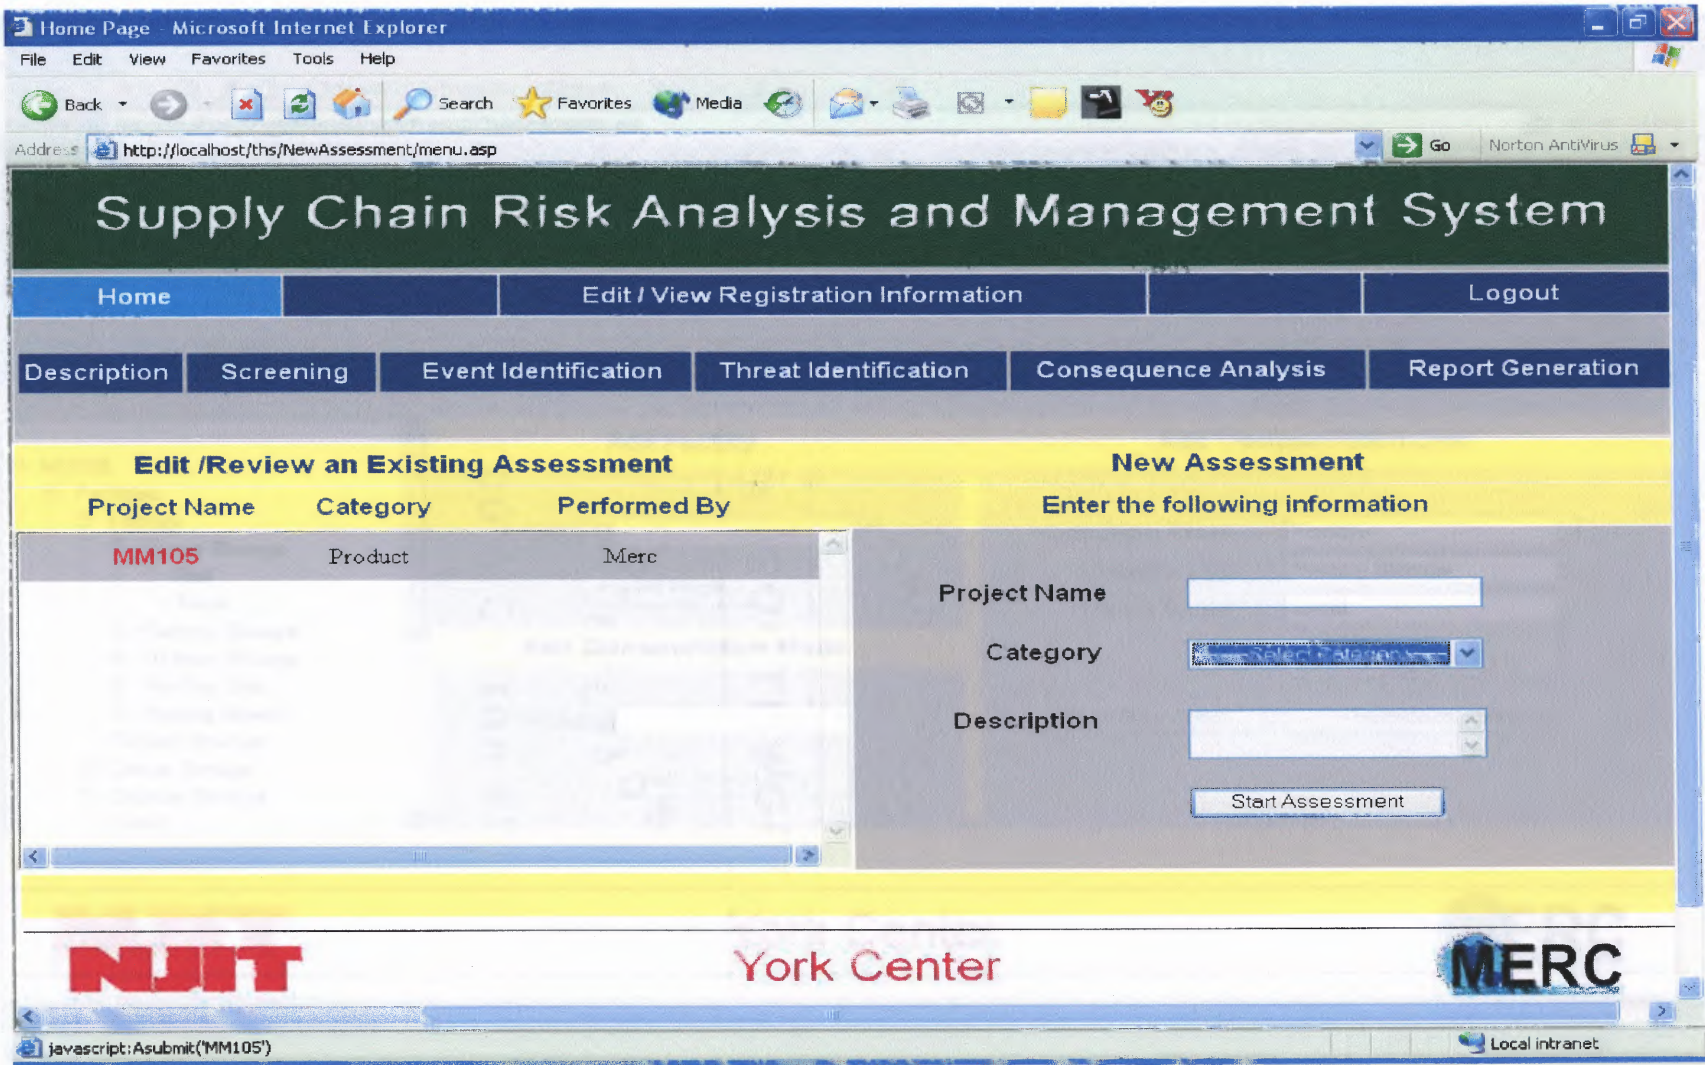 Home Page - Microsoft Internet Explorer
File Edit View Favorites Tools Help
Back Search Favorites Media
Address http://localhost/ths/NewAssessment/menu.asp Go Norton AntiVirus
Supply Chain Risk Analysis and Management System
Home Edit / View Registration Information Logout
Description Screening Event Identification Threat Identification Consequence Analysis Report Generation
Edit /Review an Existing Assessment New Assessment
Project Name Category Performed By Enter the following information
MM105 Product Merc
Project Name
Category Select Category
Description
Start Assessment
NJIT York Center MERC
javascript:Asubmit('MM105') Local intranet